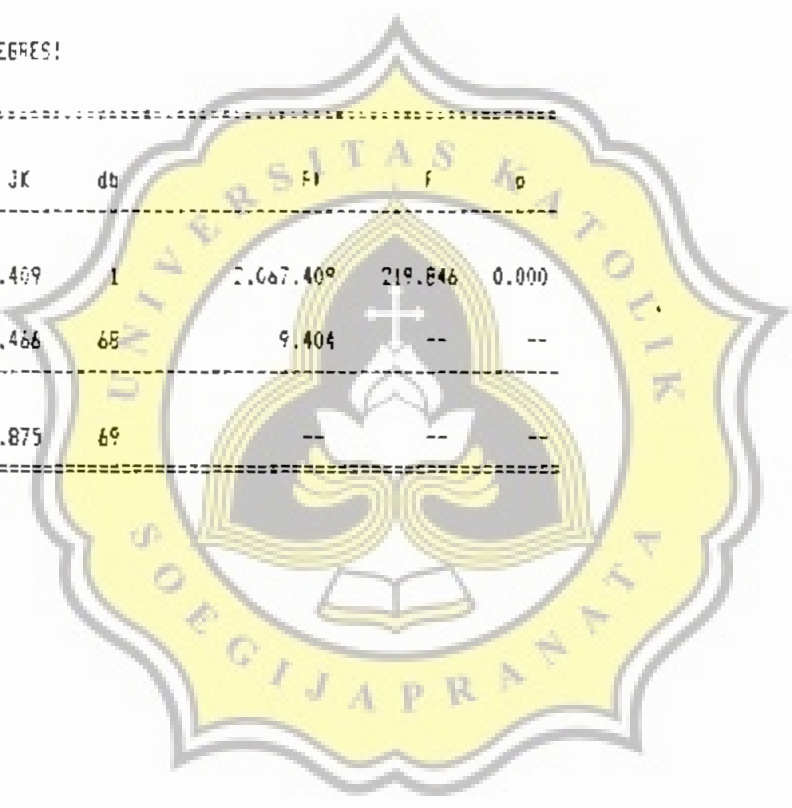 EGRESI
JK db RK F p
.409 1 2,067.409 219.846 0.000
.466 68 9.404 -- --
.875 69 -- -- --
UNIVERSITAS KATOLIK
SOEGIJAPRANATA